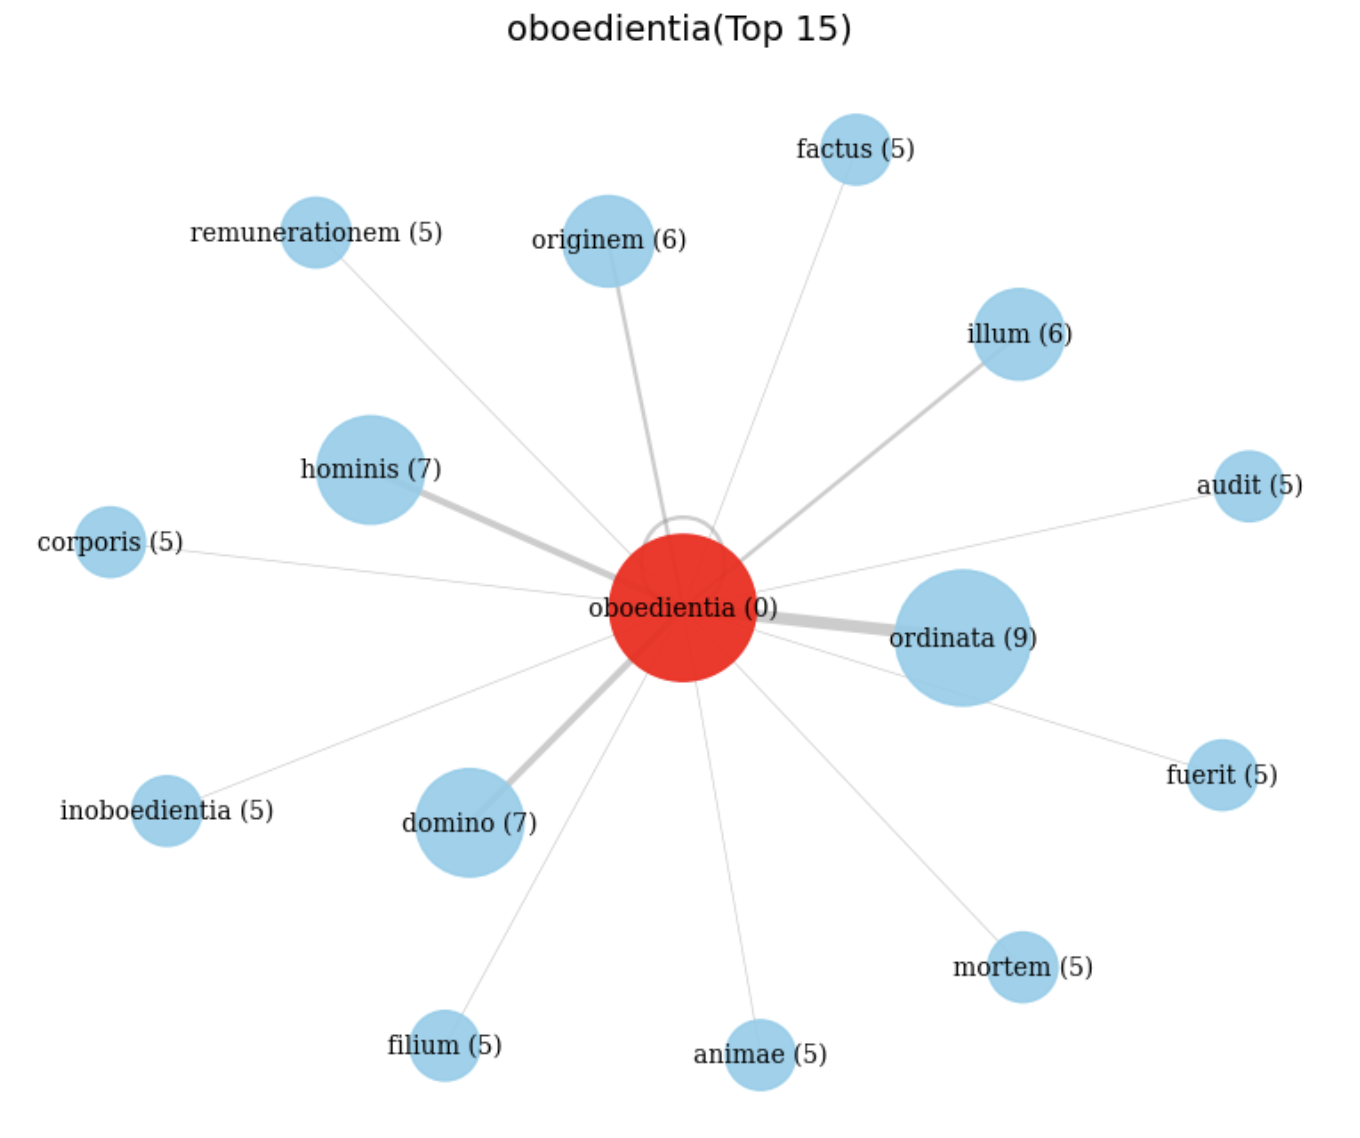 oboedientia(Top 15)
factus (5)
remunerationem (5)
originem (6)
illum (6)
hominis (7)
audit (5)
corporis (5)
oboedientia (0)
ordinata (9)
fuerit (5)
inoboedientia (5)
domino (7)
mortem (5)
filium (5)
animae (5)